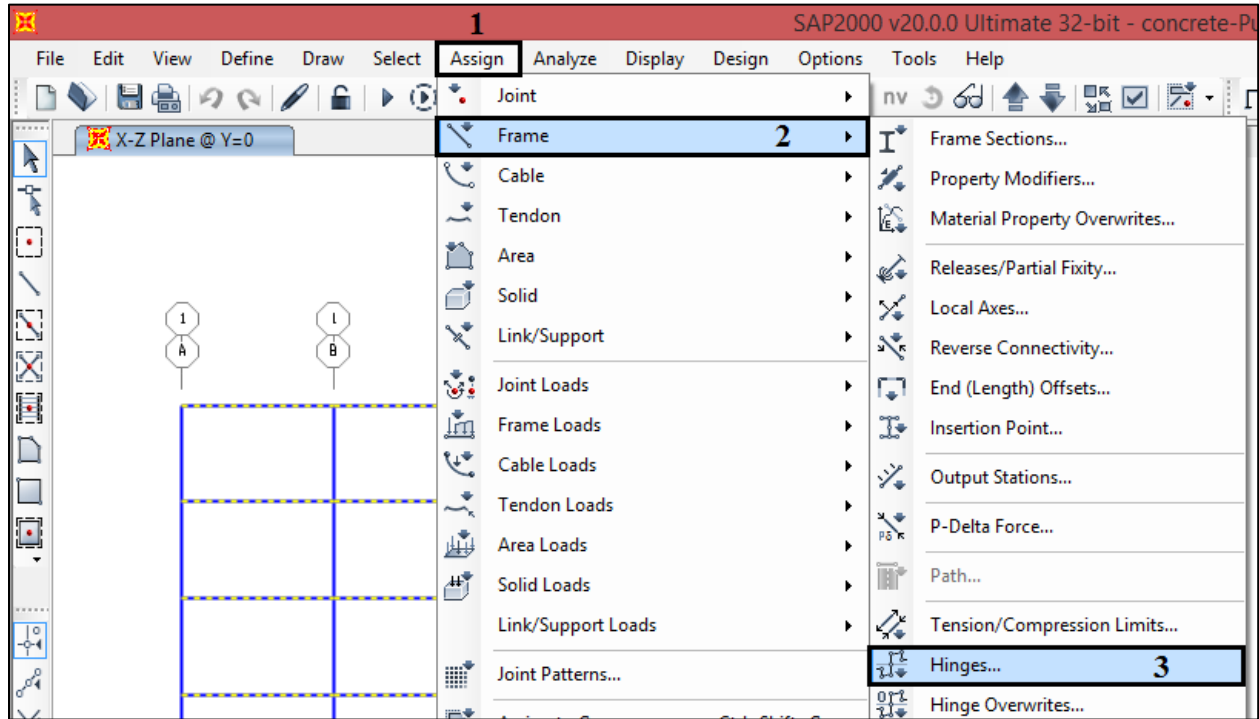 1
SAP2000 v20.0.0 Ultimate 32-bit - concrete-Pu
File Edit View Define Draw Select Assign Analyze Display Design Options Tools Help
nv
X-Z Plane @ Y=0
Joint
Frame 2
Cable
Tendon
Area
Solid
Link/Support
Joint Loads
Frame Loads
Cable Loads
Tendon Loads
Area Loads
Solid Loads
Link/Support Loads
Joint Patterns...
Frame Sections...
Property Modifiers...
Material Property Overwrites...
Releases/Partial Fixity...
Local Axes...
Reverse Connectivity...
End (Length) Offsets...
Insertion Point...
Output Stations...
P-Delta Force...
Path...
Tension/Compression Limits...
Hinges... 3
Hinge Overwrites...
1
A
B